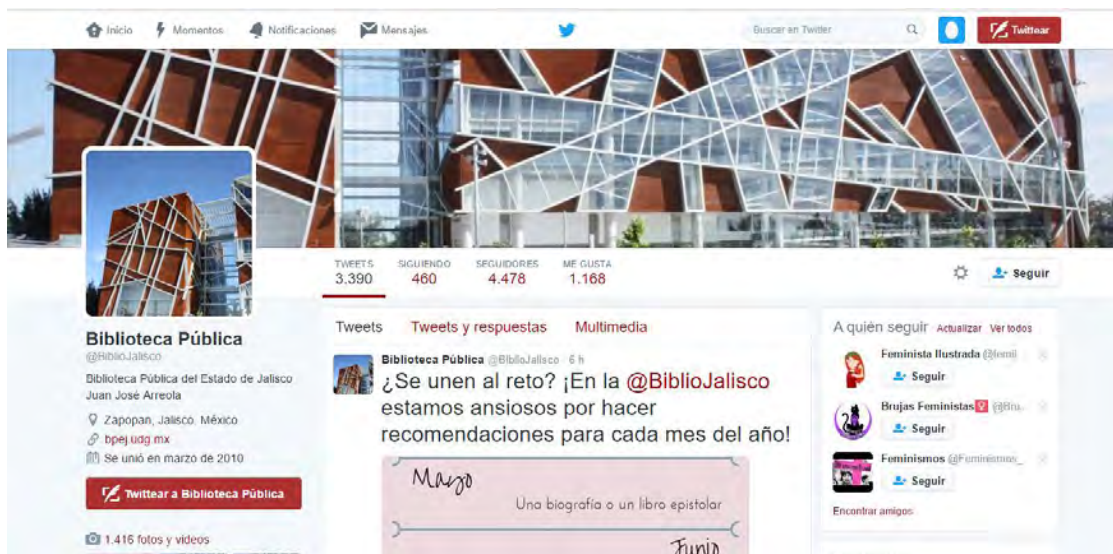 Inicio Momentos Notificaciones Mensajes Buscar en Twitter Twittear
TWEETS SIGUIENDO SEGUIDORES ME GUSTA
3.390 460 4.478 1.168
Seguir
Biblioteca Pública
@BiblioJalisco
Biblioteca Pública del Estado de Jalisco
Juan José Arreola
Zapopan, Jalisco. México
bpej.udg.mx
Se unió en marzo de 2010
Twittear a Biblioteca Pública
1.416 fotos y videos
Tweets Tweets y respuestas Multimedia
Biblioteca Pública @BiblioJalisco · 6 h
¿Se unen al reto? ¡En la @BiblioJalisco
estamos ansiosos por hacer
recomendaciones para cada mes del año!
Mayo
Una biografía o un libro epistolar
Junio
A quién seguir Actualizar Ver todos
Feminista Ilustrada
Seguir
Brujas Feministas
Seguir
Feminismos @Feminismos_
Seguir
Encontrar amigos